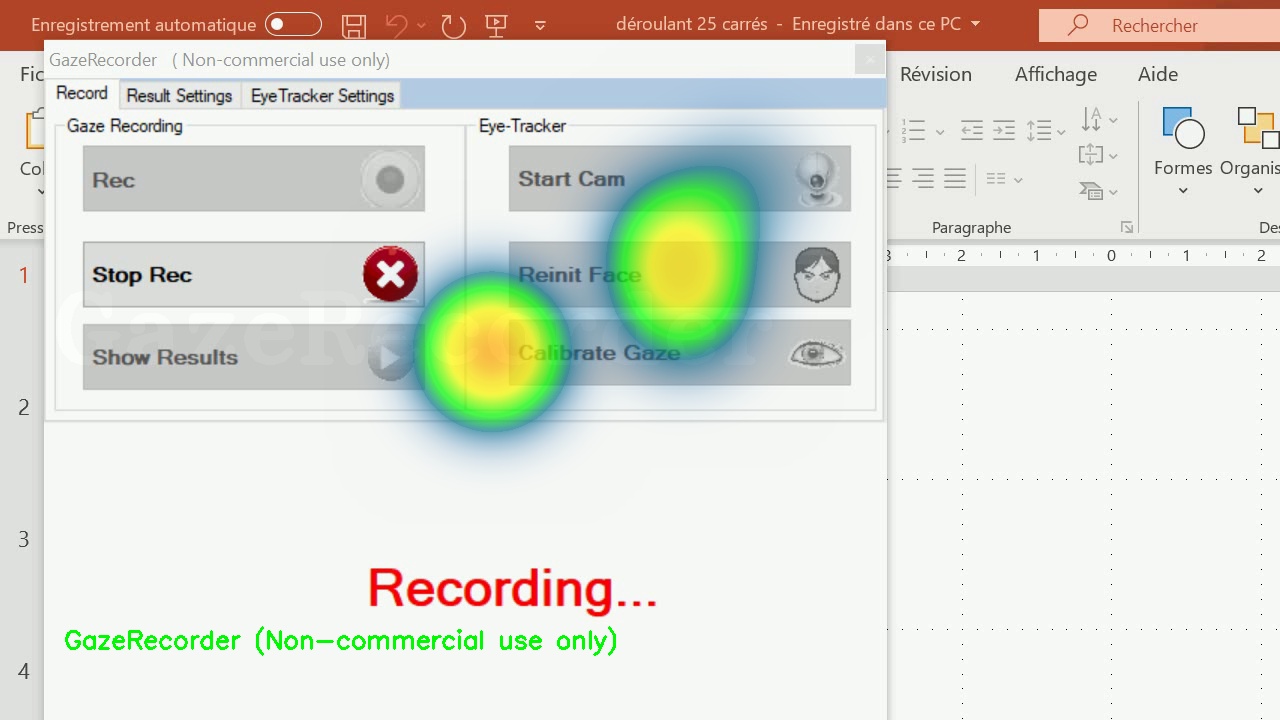 Enregistrement automatique
déroulant 25 carrés - Enregistré dans ce PC
Rechercher
GazeRecorder ( Non-commercial use only)
Révision
Affichage
Aide
Record
Result Settings
EyeTracker Settings
Gaze Recording
Eye-Tracker
Rec
Start Cam
Formes
Organis
Press
Paragraphe
Des
2 1 0 1 2
1
Stop Rec
Reinit Face
GazeRec
Show Results
Calibrate Gaze
2
3
Recording...
GazeRecorder (Non-commercial use only)
4